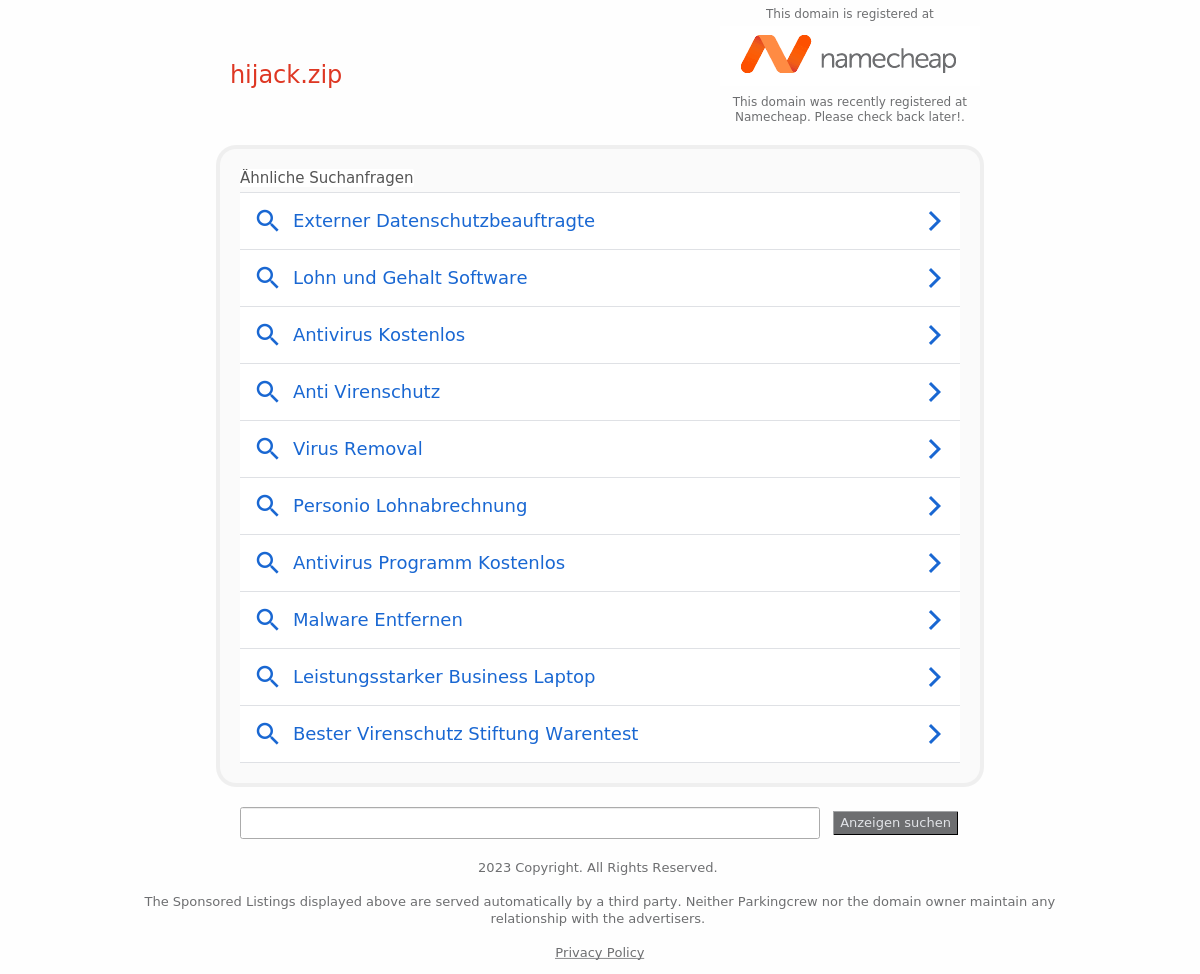 This domain is registered at
namecheap
hijack.zip
This domain was recently registered at
Namecheap. Please check back later!.
Ähnliche Suchanfragen
Externer Datenschutzbeauftragte
Lohn und Gehalt Software
Antivirus Kostenlos
Anti Virenschutz
Virus Removal
Personio Lohnabrechnung
Antivirus Programm Kostenlos
Malware Entfernen
Leistungsstarker Business Laptop
Bester Virenschutz Stiftung Warentest
Anzeigen suchen
2023 Copyright. All Rights Reserved.
The Sponsored Listings displayed above are served automatically by a third party. Neither Parkingcrew nor the domain owner maintain any
relationship with the advertisers.
Privacy Policy